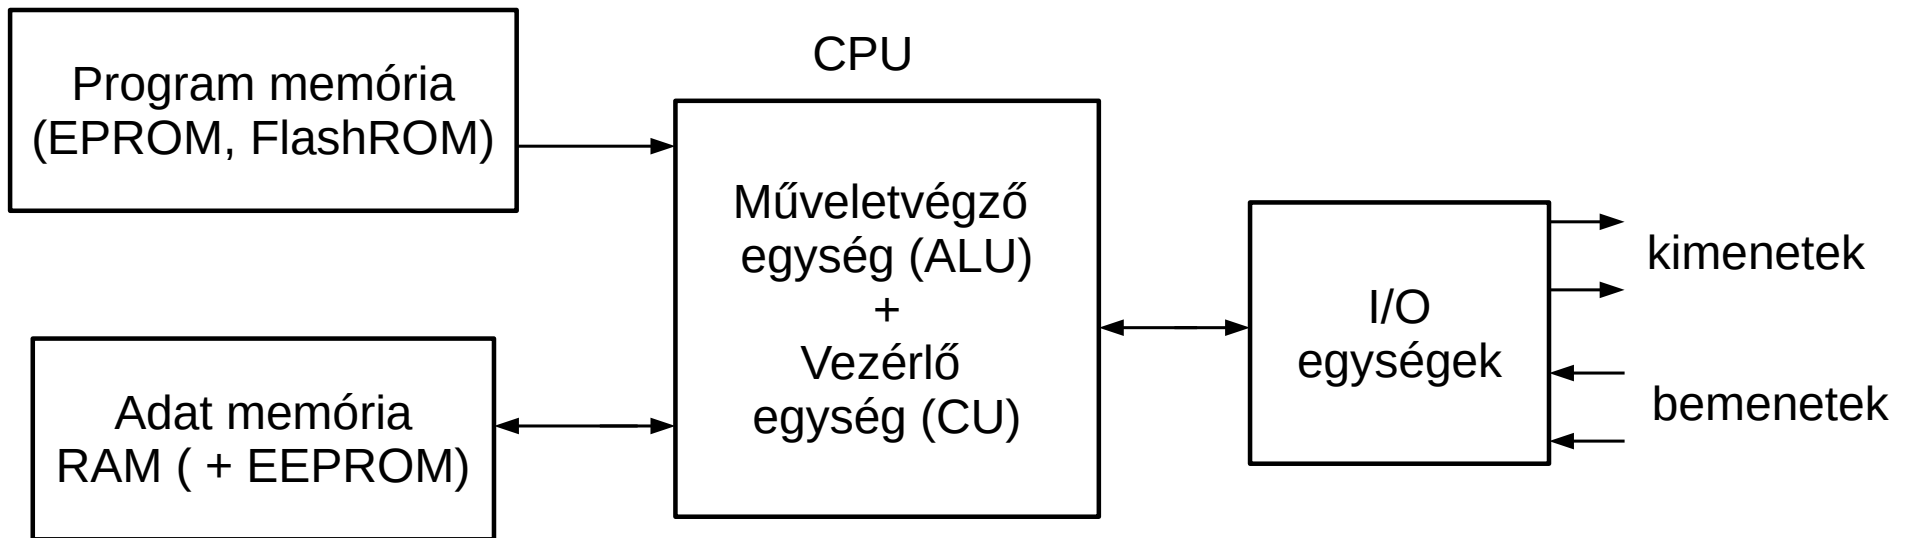 Program memória
(EPROM, FlashROM)
Adat memória
RAM ( + EEPROM)
CPU
Műveletvégző
egység (ALU)
+
Vezérlő
egység (CU)
I/O
egységek
kimenetek
bemenetek